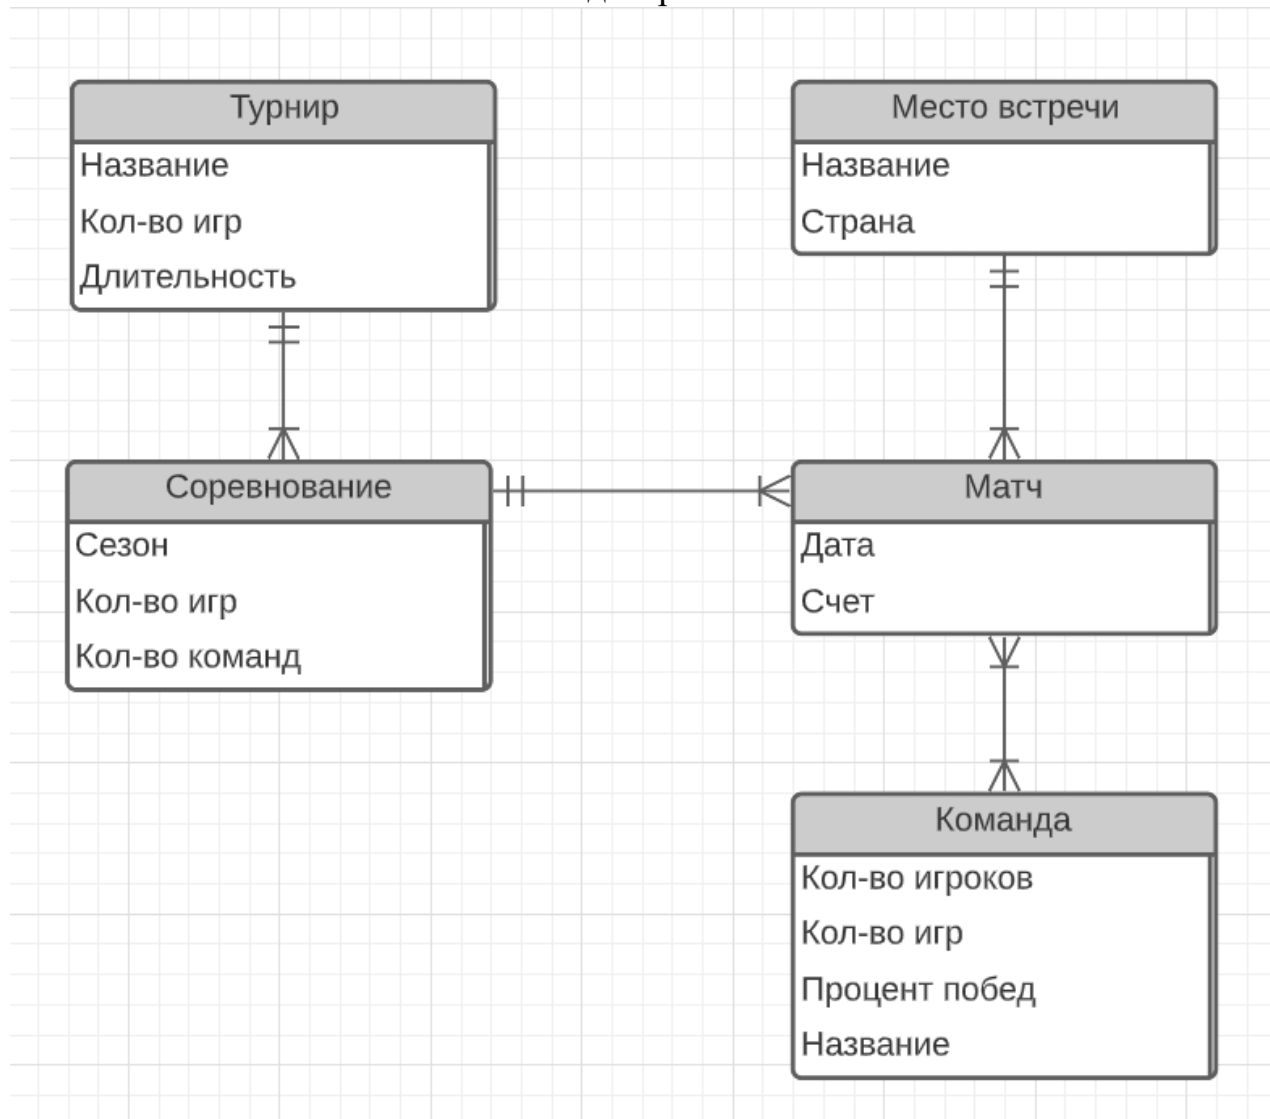 Турнир
Название
Кол-во игр
Длительность
Место встречи
Название
Страна
Соревнование
Сезон
Кол-во игр
Кол-во команд
Матч
Дата
Счет
Команда
Кол-во игроков
Кол-во игр
Процент побед
Название